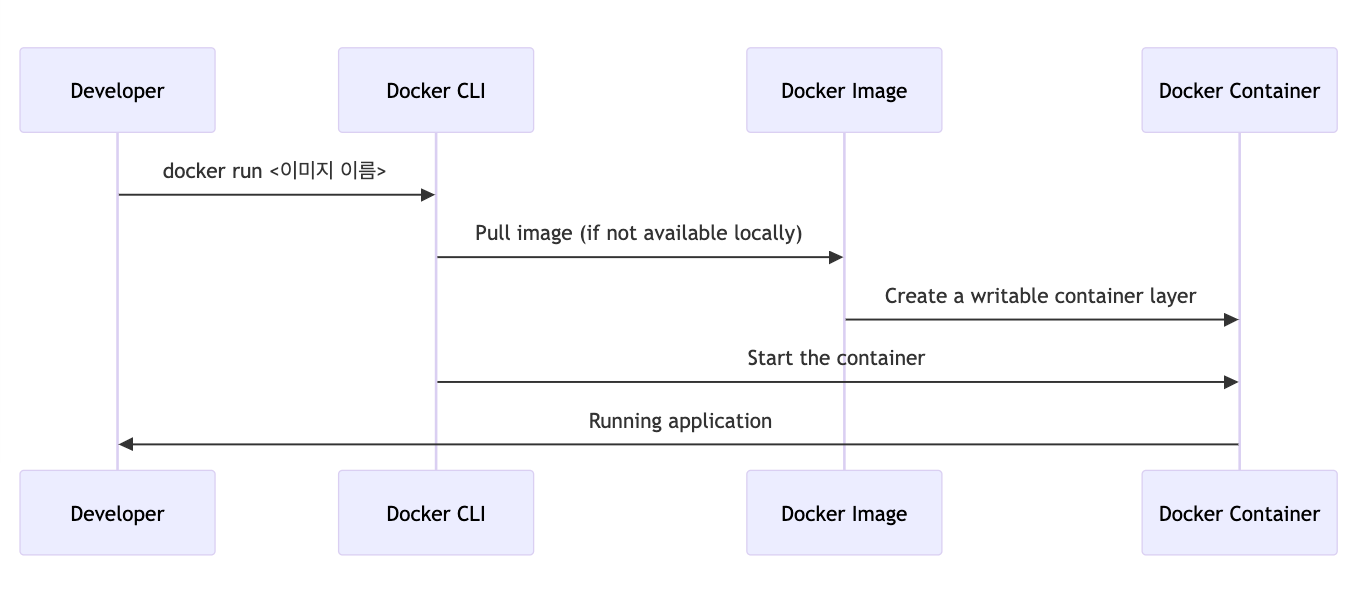 Developer
Docker CLI
Docker Image
Docker Container
docker run <이미지 이름>
Pull image (if not available locally)
Create a writable container layer
Start the container
Running application
Developer
Docker CLI
Docker Image
Docker Container